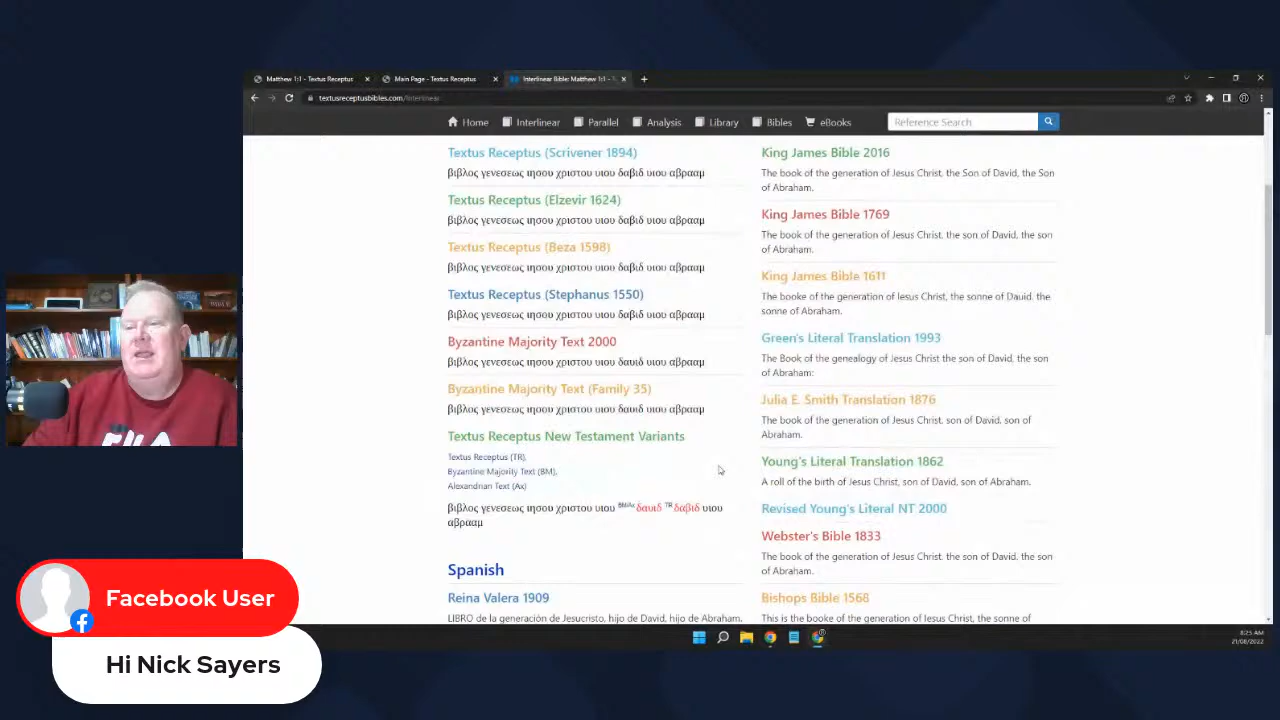 Matthew 1:1 - Textus Receptus
Main Page - Textus Receptus
Interlinear Bible: Matthew 1:1 -
textusreceptusbibles.com/Interlinear
Home Interlinear Parallel Analysis Library Bibles eBooks Reference Search
Textus Receptus (Scrivener 1894)
βιβλος γενεσεως ιησου χριστου υιου δαβιδ υιου αβρααμ
Textus Receptus (Elzevir 1624)
βιβλος γενεσεως ιησου χριστου υιου δαβιδ υιου αβρααμ
Textus Receptus (Beza 1598)
βιβλος γενεσεως ιησου χριστου υιου δαβιδ υιου αβρααμ
Textus Receptus (Stephanus 1550)
βιβλος γενεσεως ιησου χριστου υιου δαβιδ υιου αβρααμ
Byzantine Majority Text 2000
βιβλος γενεσεως ιησου χριστου υιου δαυιδ υιου αβρααμ
Byzantine Majority Text (Family 35)
βιβλος γενεσεως ιησου χριστου υιου δαυιδ υιου αβρααμ
Textus Receptus New Testament Variants
Textus Receptus (TR),
Byzantine Majority Text (BM),
Alexandrian Text (Ax)
βιβλος γενεσεως ιησου χριστου υιου BM/Ax δαυιδ TR δαβιδ υιου
αβρααμ
Spanish
Reina Valera 1909
LIBRO de la generación de Jesucristo, hijo de David, hijo de Abraham.
King James Bible 2016
The book of the generation of Jesus Christ, the Son of David, the Son
of Abraham.
King James Bible 1769
The book of the generation of Jesus Christ, the son of David, the son
of Abraham.
King James Bible 1611
The booke of the generation of Iesus Christ, the sonne of Dauid, the
sonne of Abraham.
Green's Literal Translation 1993
The Book of the genealogy of Jesus Christ the son of David, the son
of Abraham:
Julia E. Smith Translation 1876
The book of the generation of Jesus Christ, son of David, son of
Abraham.
Young's Literal Translation 1862
A roll of the birth of Jesus Christ, son of David, son of Abraham.
Revised Young's Literal NT 2000
Webster's Bible 1833
The book of the generation of Jesus Christ, the son of David, the son
of Abraham.
Bishops Bible 1568
This is the booke of the generation of Iesus Christ, the sonne of
8:25 AM
21/08/2022
FILA
Facebook User
Hi Nick Sayers